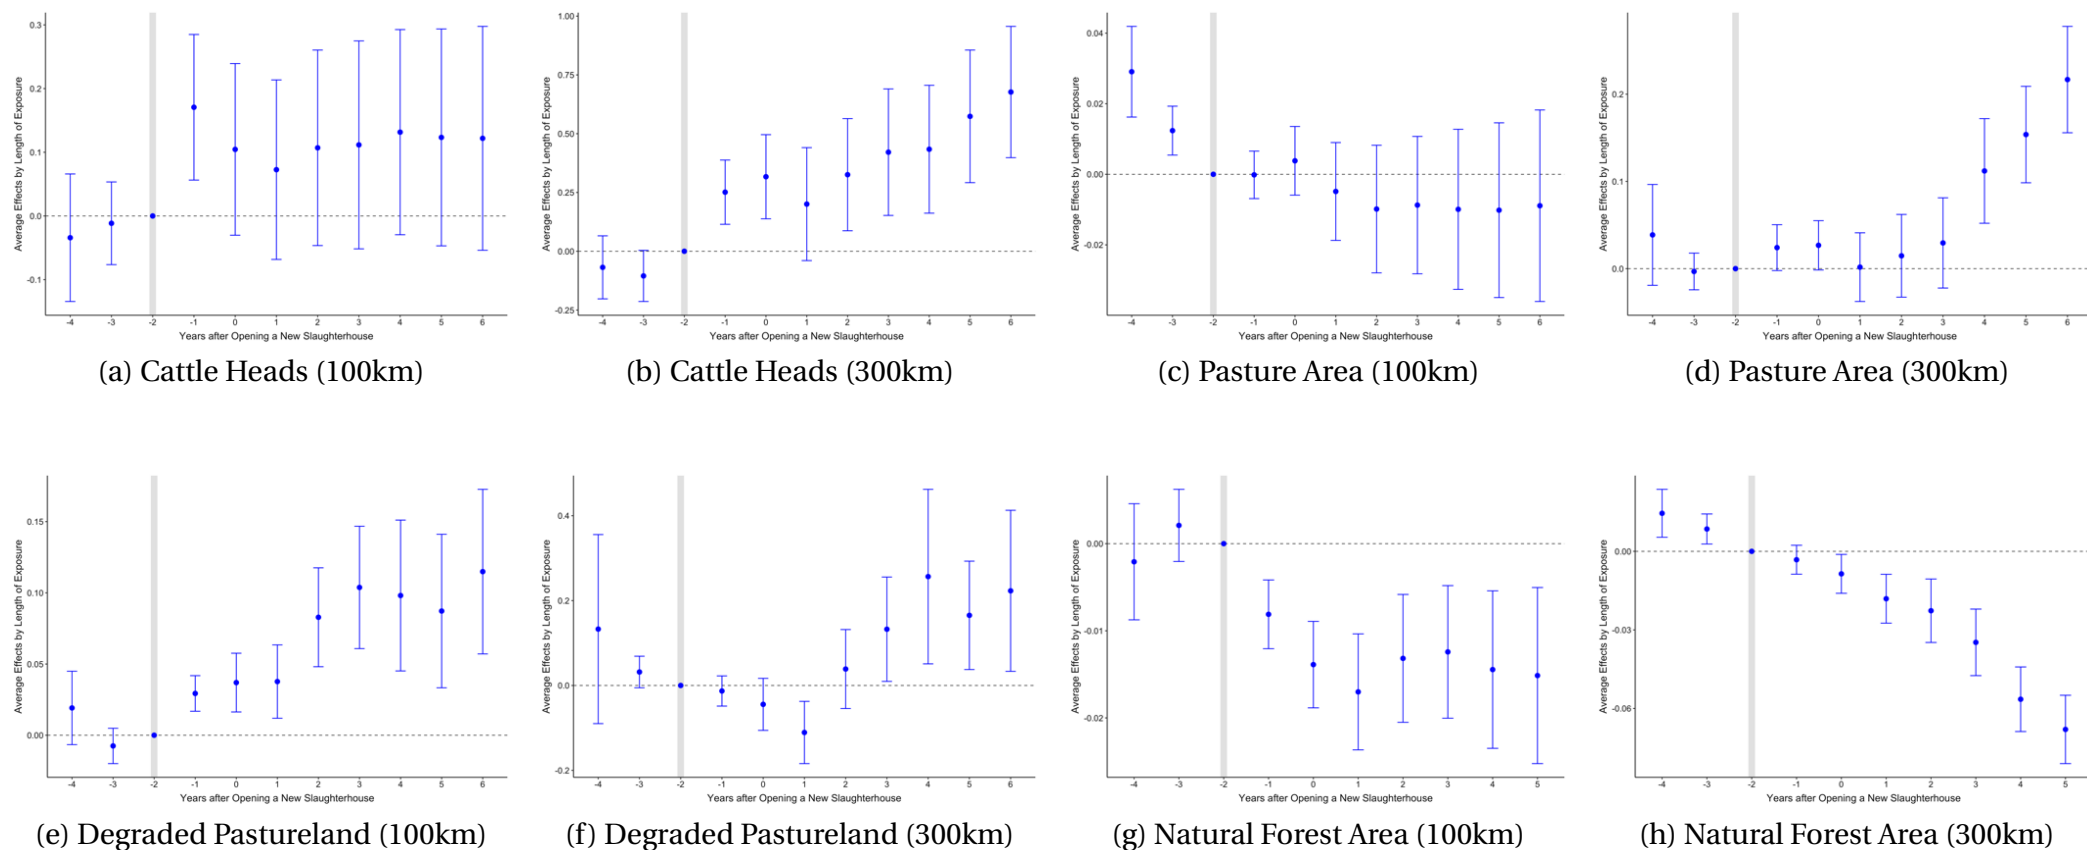 Average Effects by Length of Exposure
0.3
0.2
0.1
0.0
-0.1
-4 -3 -2 -1 0 1 2 3 4 5 6
Years after Opening a New Slaughterhouse
(a) Cattle Heads (100km)
Average Effects by Length of Exposure
1.00
0.75
0.50
0.25
0.00
-0.25
-4 -3 -2 -1 0 1 2 3 4 5 6
Years after Opening a New Slaughterhouse
(b) Cattle Heads (300km)
Average Effects by Length of Exposure
0.04
0.02
0.00
-0.02
-4 -3 -2 -1 0 1 2 3 4 5 6
Years after Opening a New Slaughterhouse
(c) Pasture Area (100km)
Average Effects by Length of Exposure
0.2
0.1
0.0
-4 -3 -2 -1 0 1 2 3 4 5 6
Years after Opening a New Slaughterhouse
(d) Pasture Area (300km)
Average Effects by Length of Exposure
0.15
0.10
0.05
0.00
-4 -3 -2 -1 0 1 2 3 4 5 6
Years after Opening a New Slaughterhouse
(e) Degraded Pastureland (100km)
Average Effects by Length of Exposure
0.4
0.2
0.0
-0.2
-4 -3 -2 -1 0 1 2 3 4 5 6
Years after Opening a New Slaughterhouse
(f) Degraded Pastureland (300km)
Average Effects by Length of Exposure
0.00
-0.01
-0.02
-4 -3 -2 -1 0 1 2 3 4 5
Years after Opening a New Slaughterhouse
(g) Natural Forest Area (100km)
Average Effects by Length of Exposure
0.00
-0.03
-0.06
-4 -3 -2 -1 0 1 2 3 4 5
Years after Opening a New Slaughterhouse
(h) Natural Forest Area (300km)